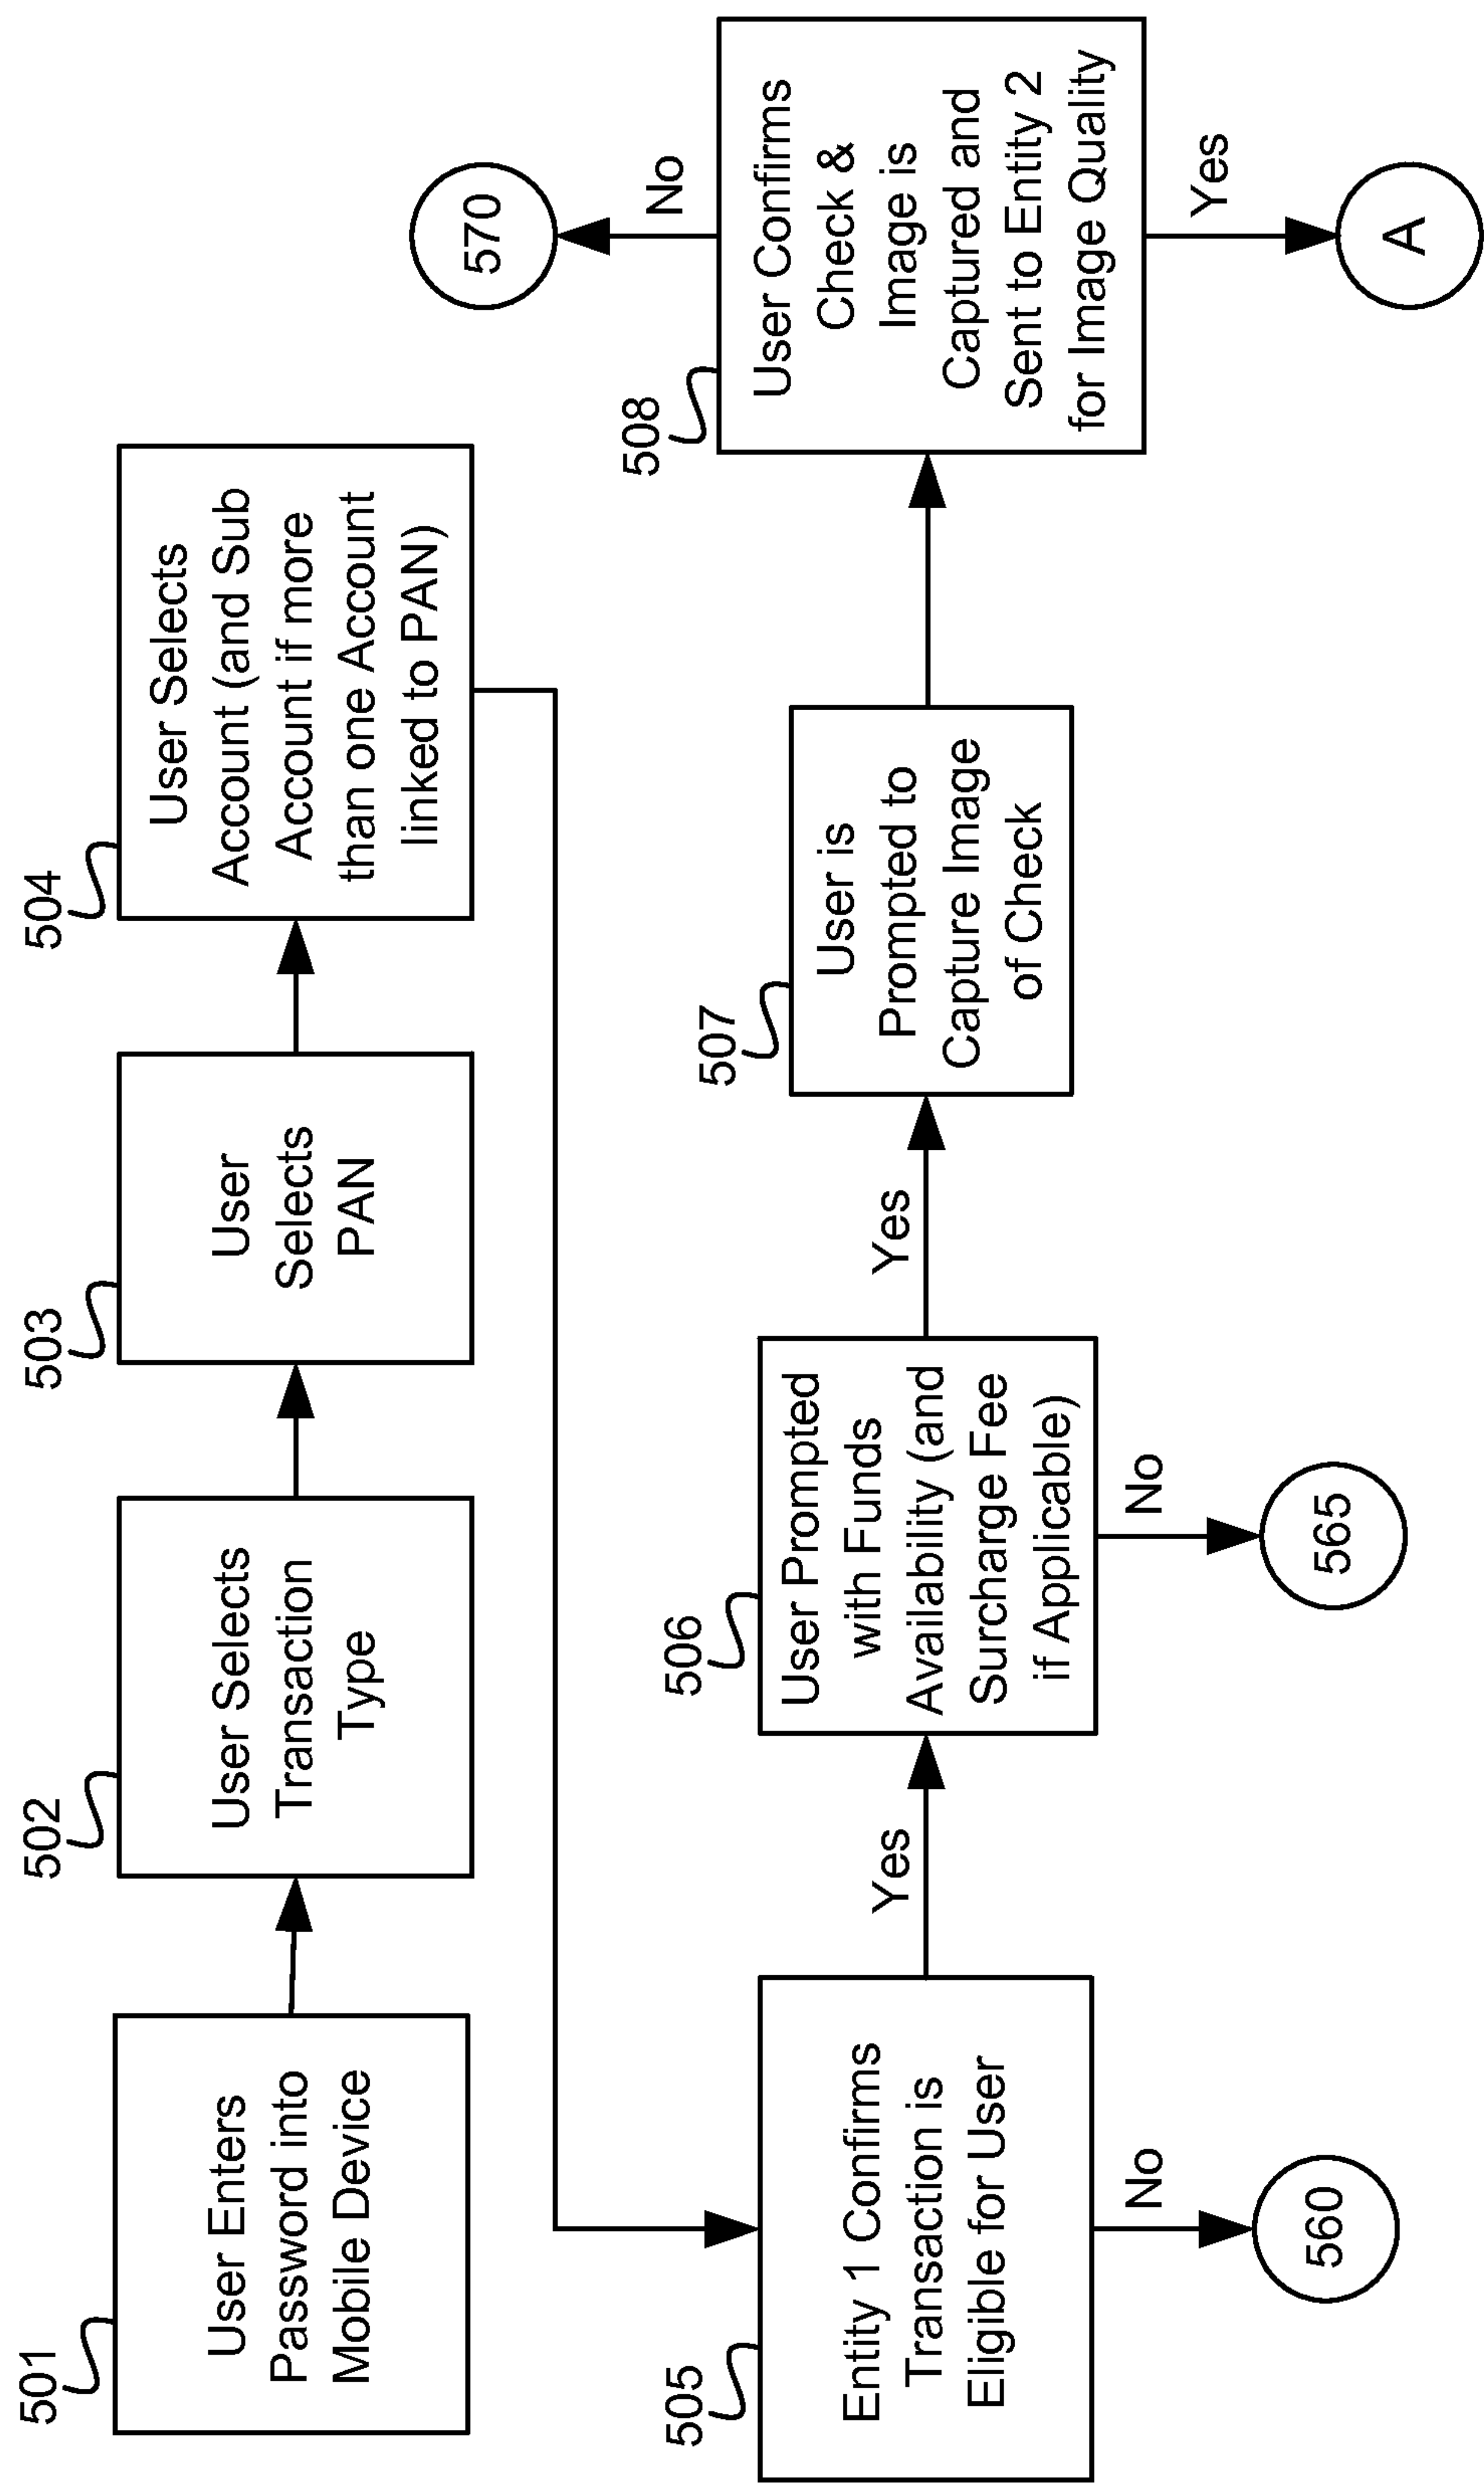 501
User Enters
Password into
Mobile Device
502
User Selects
Transaction
Type
503
User
Selects
PAN
504
User Selects
Account (and Sub
Account if more
than one Account
linked to PAN)
505
Entity 1 Confirms
Transaction is
Eligible for User
Yes
No
560
506
User Prompted
with Funds
Availability (and
Surcharge Fee
if Applicable)
Yes
No
565
507
User is
Prompted to
Capture Image
of Check
508
User Confirms
Check &
Image is
Captured and
Sent to Entity 2
for Image Quality
No
570
Yes
A